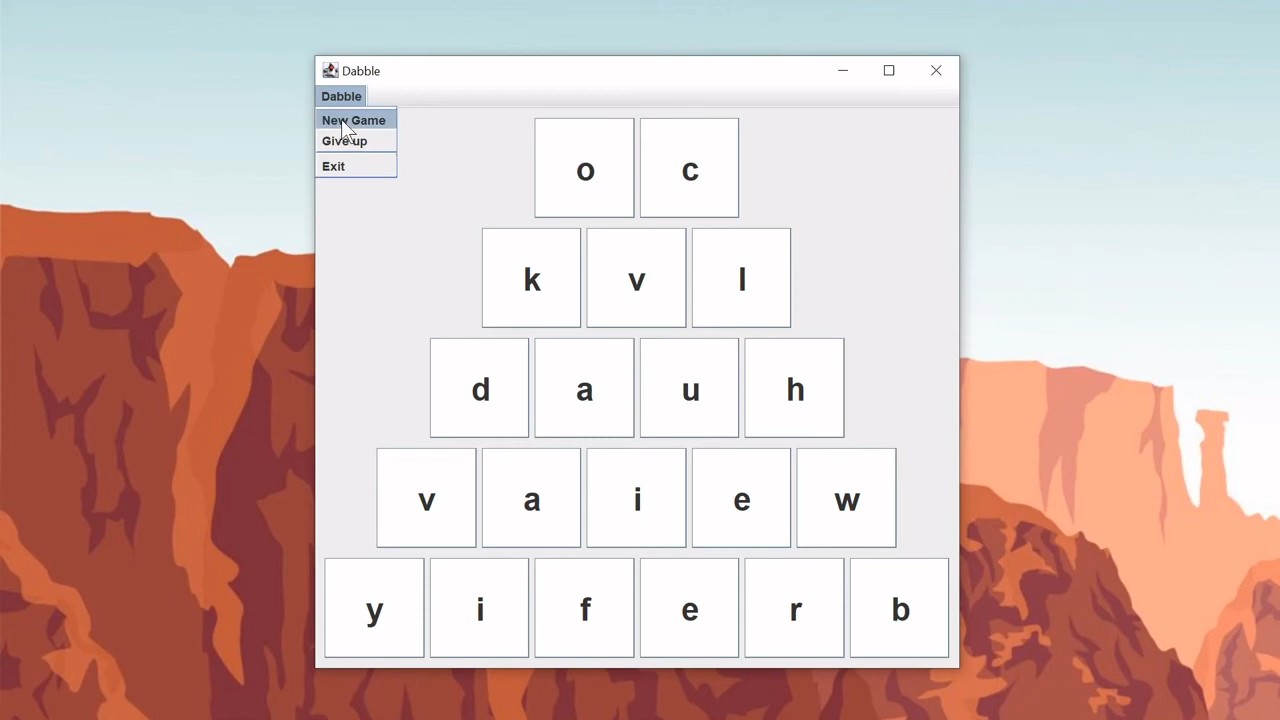 Dabble
Dabble
New Game
Give up
Exit
o c
k v l
d a u h
v a i e w
y i f e r b